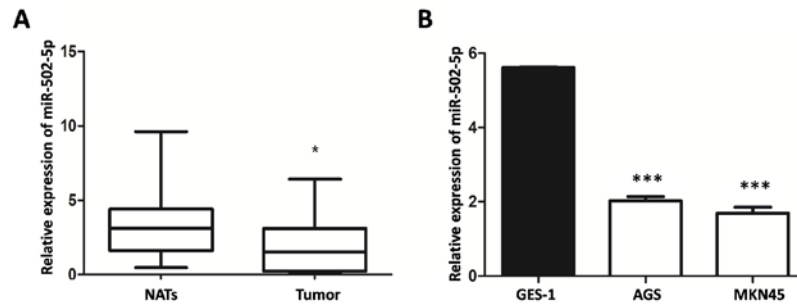 A
Relative expression of miR-502-5p
15
10
5
0
*
NATs
Tumor
B
Relative expression of miR-502-5p
6
4
2
0
***
***
GES-1
AGS
MKN45